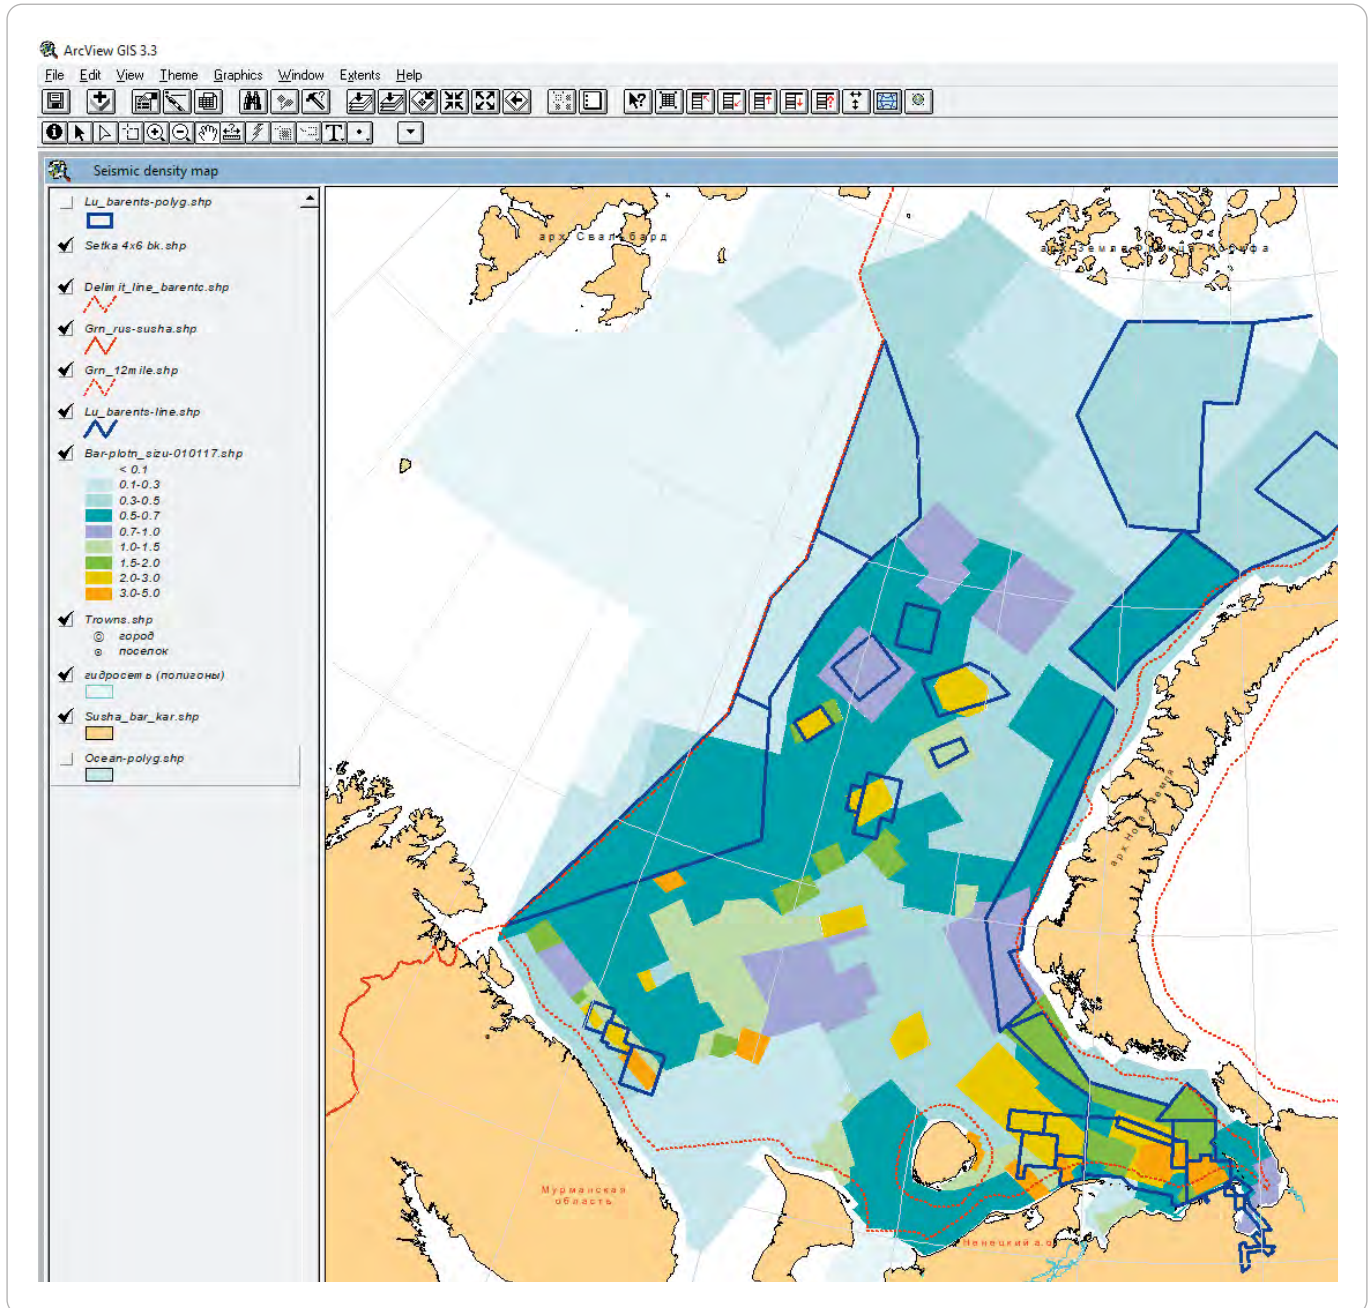 ArcView GIS 3.3
File Edit View Theme Graphics Window Extents Help
Seismic density map
Lu_barents-polyg.shp
Setka 4x6 bk.shp
Delimit_line_barentc.shp
Grn_rus-susha.shp
Grn_12mile.shp
Lu_barents-line.shp
Bar-plotn_sizu-010117.shp
< 0.1
0.1-0.3
0.3-0.5
0.5-0.7
0.7-1.0
1.0-1.5
1.5-2.0
2.0-3.0
3.0-5.0
Trowns.shp
город
поселок
гидросеть (полигоны)
Susha_bar_kar.shp
Ocean-polyg.shp
арх. Свальбард
арх. Земля Франца-Иосифа
арх. Новая Земля
Мурманская
область
Ненецкий а.о.